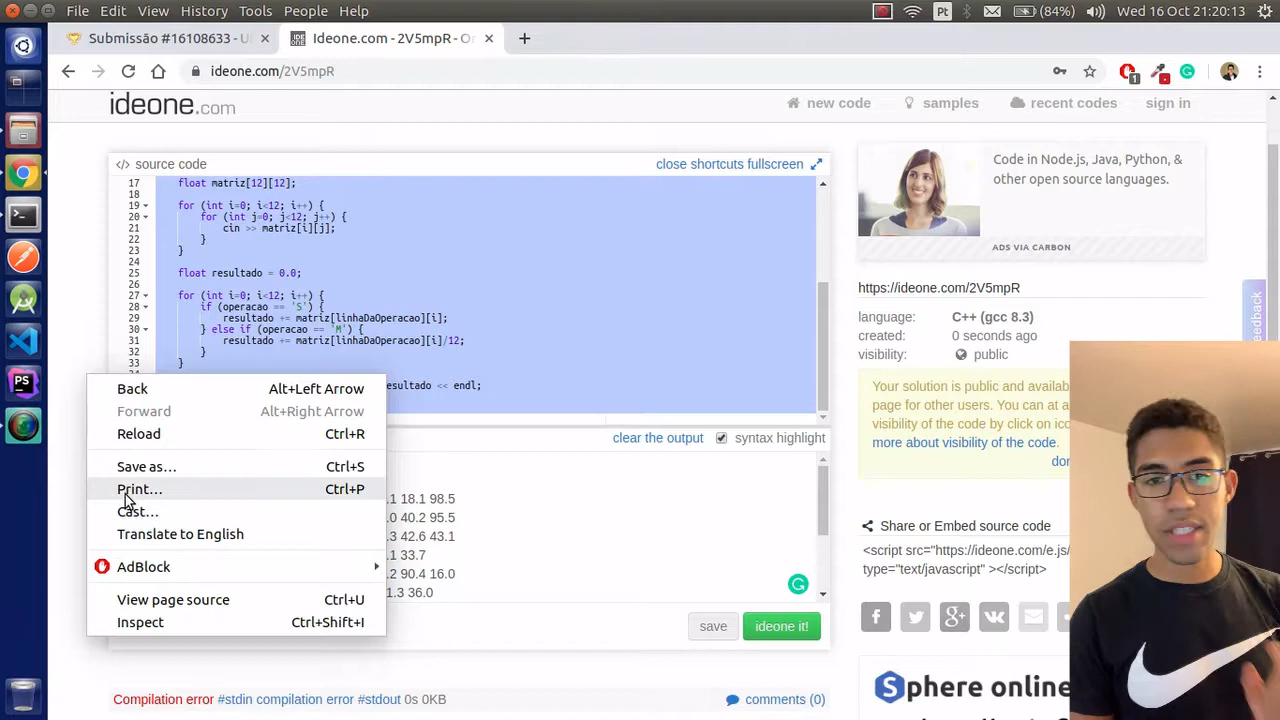 File Edit View History Tools People Help
Pt (84%) Wed 16 Oct 21:20:13
Submissão #16108633 - U
Ideone.com - 2V5mpR - On
ideone.com/2V5mpR
1
ideone.com
new code samples recent codes sign in
</> source code
close shortcuts fullscreen
17 float matriz[12][12];
18
19 for (int i=0; i<12; i++) {
20 for (int j=0; j<12; j++) {
21 cin >> matriz[i][j];
22 }
23 }
24
25 float resultado = 0.0;
26
27 for (int i=0; i<12; i++) {
28 if (operacao == 'S') {
29 resultado += matriz[linhaDaOperacao][i];
30 } else if (operacao == 'M') {
31 resultado += matriz[linhaDaOperacao][i]/12;
32 }
33 }
esultado << endl;
Back Alt+Left Arrow
Forward Alt+Right Arrow
Reload Ctrl+R
Save as… Ctrl+S
Print… Ctrl+P
Cast…
Translate to English
AdBlock
View page source Ctrl+U
Inspect Ctrl+Shift+I
clear the output syntax highlight
.1 18.1 98.5
.0 40.2 95.5
.3 42.6 43.1
.1 33.7
.2 90.4 16.0
.1.3 36.0
save ideone it!
Compilation error #stdin compilation error #stdout 0s 0KB
comments (0)
Code in Node.js, Java, Python, &
other open source languages.
ADS VIA CARBON
https://ideone.com/2V5mpR
language: C++ (gcc 8.3)
created: 0 seconds ago
visibility: public
feedback
Your solution is public and availab
page for other users. You can at a
visibility of the code by click on ico
more about visibility of the code.
don
Share or Embed source code
<script src="https://ideone.com/e.js/
type="text/javascript" ></script>
Sphere online